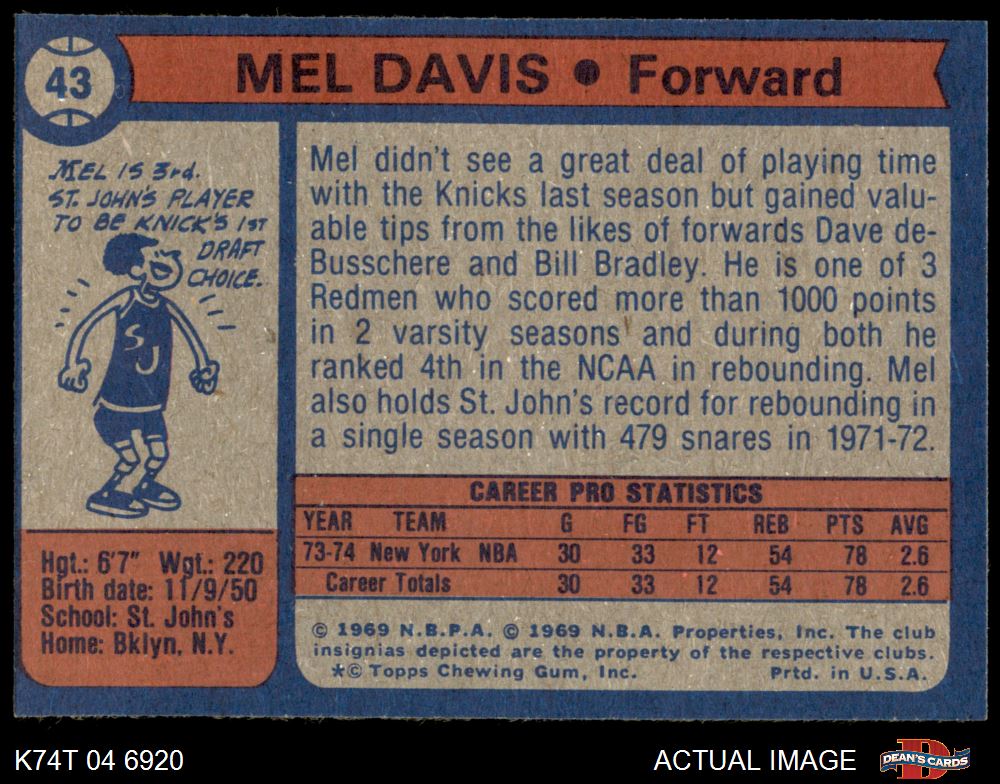 43
MEL DAVIS ● Forward
MEL IS 3rd.
ST. JOHN'S PLAYER
TO BE KNICK'S 1ST
DRAFT
CHOICE.
SJ
Hgt.: 6'7" Wgt.: 220
Birth date: 11/9/50
School: St. John's
Home: Bklyn, N.Y.
Mel didn't see a great deal of playing time
with the Knicks last season but gained valu-
able tips from the likes of forwards Dave de-
Busschere and Bill Bradley. He is one of 3
Redmen who scored more than 1000 points
in 2 varsity seasons and during both he
ranked 4th in the NCAA in rebounding. Mel
also holds St. John's record for rebounding in
a single season with 479 snares in 1971-72.
CAREER PRO STATISTICS
YEAR TEAM G FG FT REB PTS AVG
73-74 New York NBA 30 33 12 54 78 2.6
Career Totals 30 33 12 54 78 2.6
© 1969 N.B.P.A. © 1969 N.B.A. Properties, Inc. The club
insignias depicted are the property of the respective clubs.
*© Topps Chewing Gum, Inc. Prtd. in U.S.A.
K74T 04 6920 ACTUAL IMAGE
DEAN'S CARDS